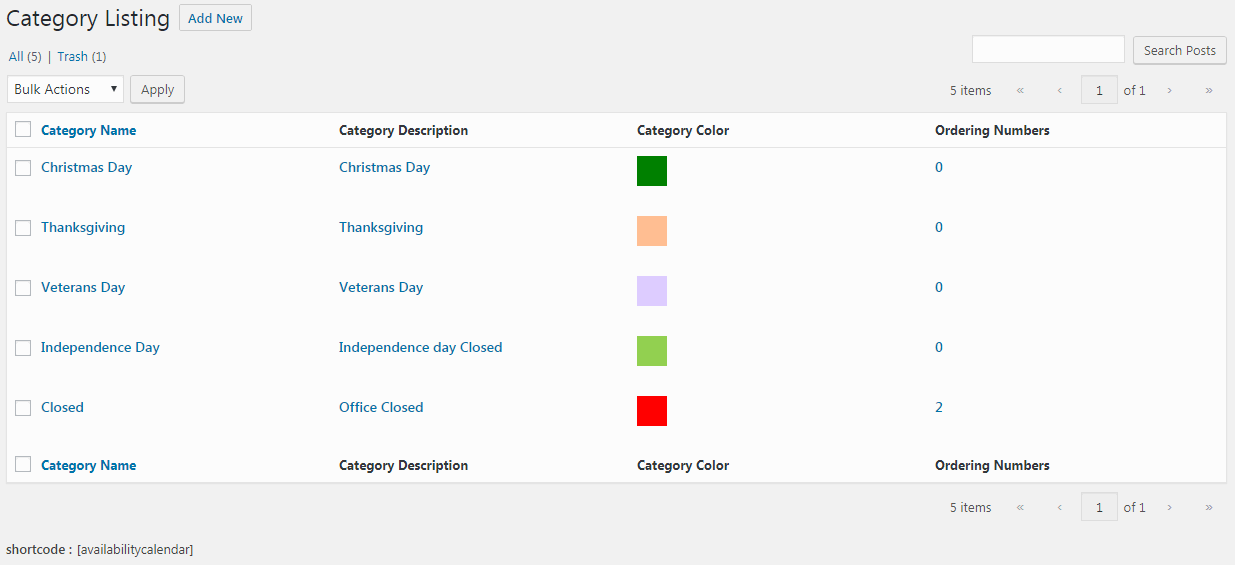 Category Listing Add New
All (5) | Trash (1)
Search Posts
Bulk Actions ▼ Apply
5 items « ‹ 1 of 1 › »
Category Name Category Description Category Color Ordering Numbers
Christmas Day Christmas Day 0
Thanksgiving Thanksgiving 0
Veterans Day Veterans Day 0
Independence Day Independence day Closed 0
Closed Office Closed 2
Category Name Category Description Category Color Ordering Numbers
5 items « ‹ 1 of 1 › »
shortcode : [availabilitycalendar]